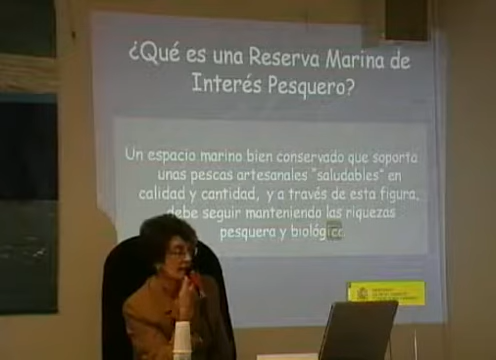 ¿Qué es una Reserva Marina de
Interés Pesquero?
Un espacio marino bien conservado que soporta
unas pescas artesanales "saludables" en
calidad y cantidad, y a través de esta figura,
debe seguir manteniendo las riquezas
pesquera y biológica.